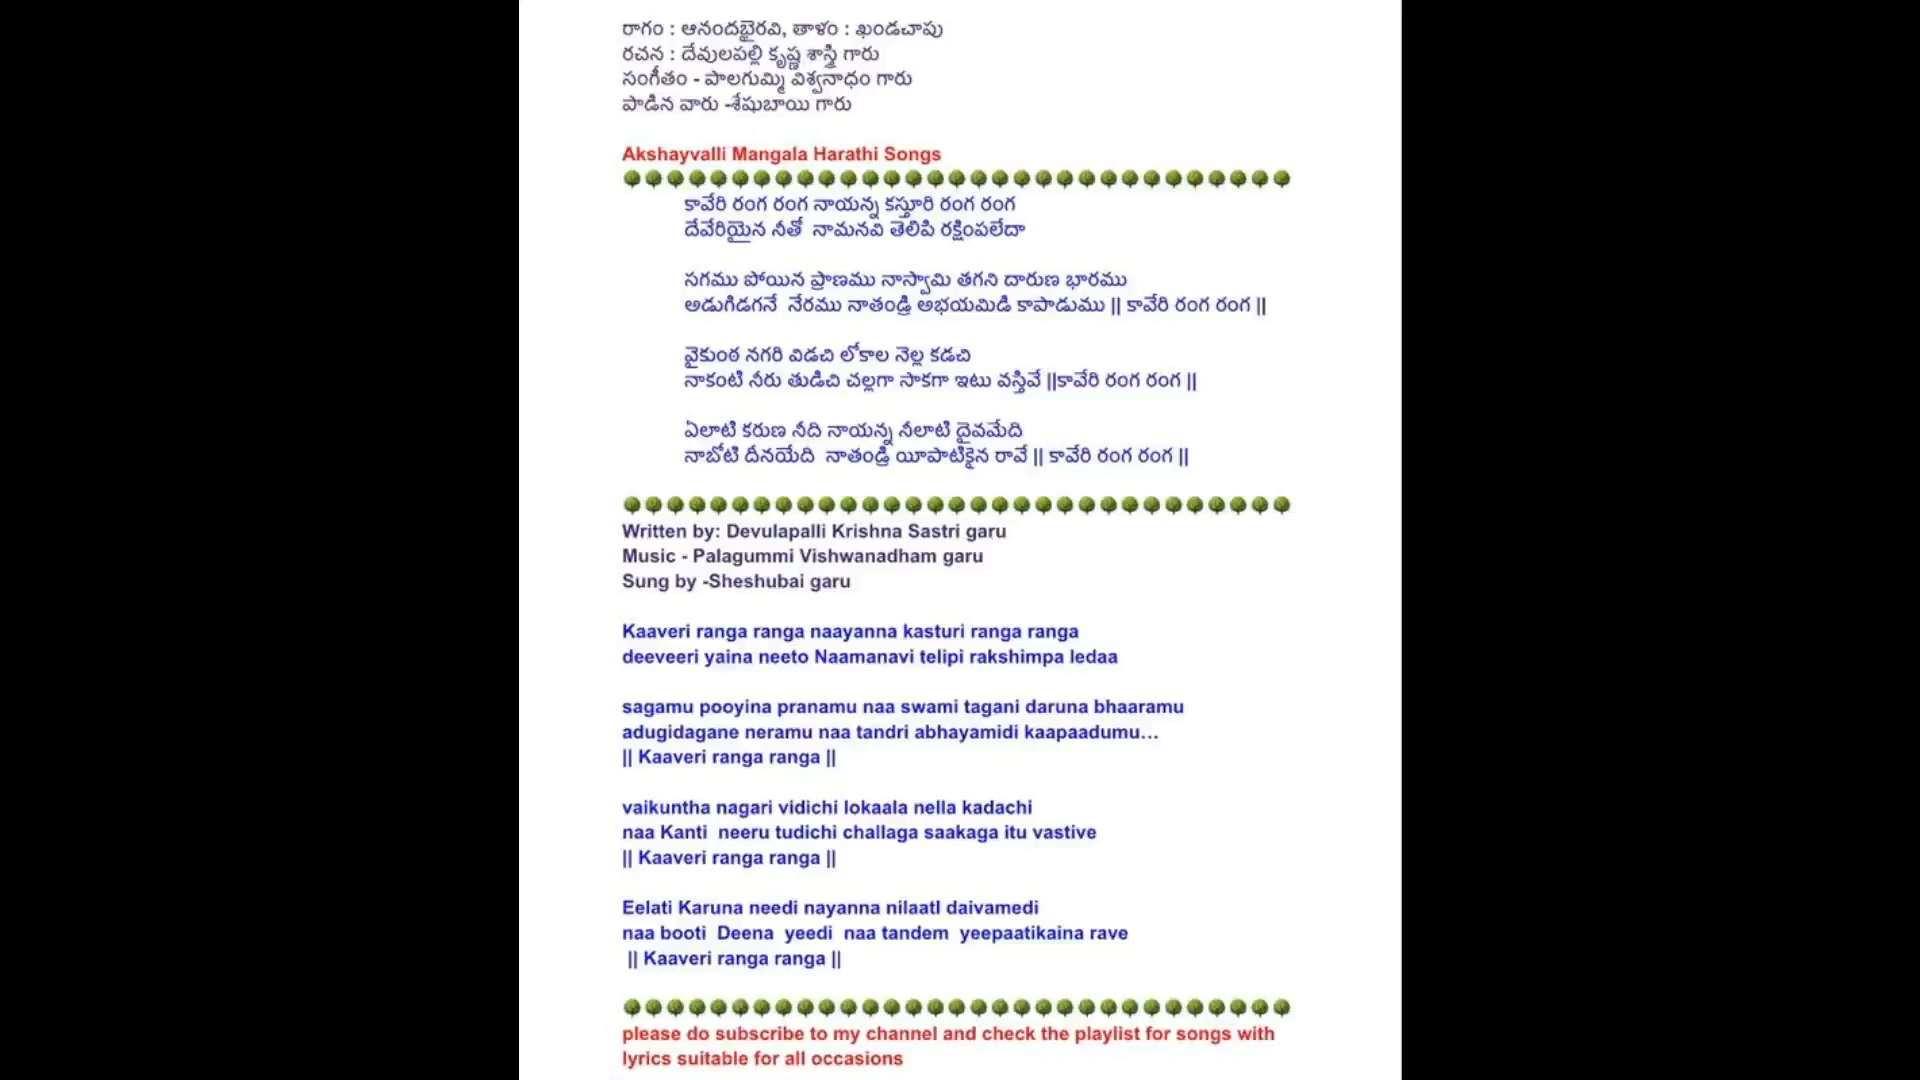 రాగం : ఆనందభైరవి, తాళం : ఖండచాపు
రచన : దేవులపల్లి కృష్ణ శాస్త్రి గారు
సంగీతం - పాలగుమ్మి విశ్వనాధం గారు
పాడిన వారు -శేషుబాయి గారు
Akshayvalli Mangala Harathi Songs
కావేరి రంగ రంగ నాయన్న కస్తూరి రంగ రంగ
దేవేరియైన నీతో నామనవి తెలిపి రక్షింపలేదా
సగము పోయిన ప్రాణము నాస్వామి తగని దారుణ భారము
అడుగిడగనే నేరము నాతండ్రి అభయమిడి కాపాడుము || కావేరి రంగ రంగ ||
వైకుంఠ నగరి విడచి లోకాల నెల్ల కడచి
నాకంటి నీరు తుడిచి చల్లగా సాకగా ఇటు వస్తివే ||కావేరి రంగ రంగ ||
ఏలాటి కరుణ నీది నాయన్న నీలాటి దైవమేది
నాబోటి దీనయేది నాతండ్రి యీపాటికైన రావే || కావేరి రంగ రంగ ||
Written by: Devulapalli Krishna Sastri garu
Music - Palagummi Vishwanadham garu
Sung by -Sheshubai garu
Kaaveri ranga ranga naayanna kasturi ranga ranga
deeveeri yaina neeto Naamanavi telipi rakshimpa ledaa
sagamu pooyina pranamu naa swami tagani daruna bhaaramu
adugidagane neramu naa tandri abhayamidi kaapaadumu…
|| Kaaveri ranga ranga ||
vaikuntha nagari vidichi lokaala nella kadachi
naa Kanti neeru tudichi challaga saakaga itu vastive
|| Kaaveri ranga ranga ||
Eelati Karuna needi nayanna nilaatl daivamedi
naa booti Deena yeedi naa tandem yeepaatikaina rave
|| Kaaveri ranga ranga ||
please do subscribe to my channel and check the playlist for songs with
lyrics suitable for all occasions